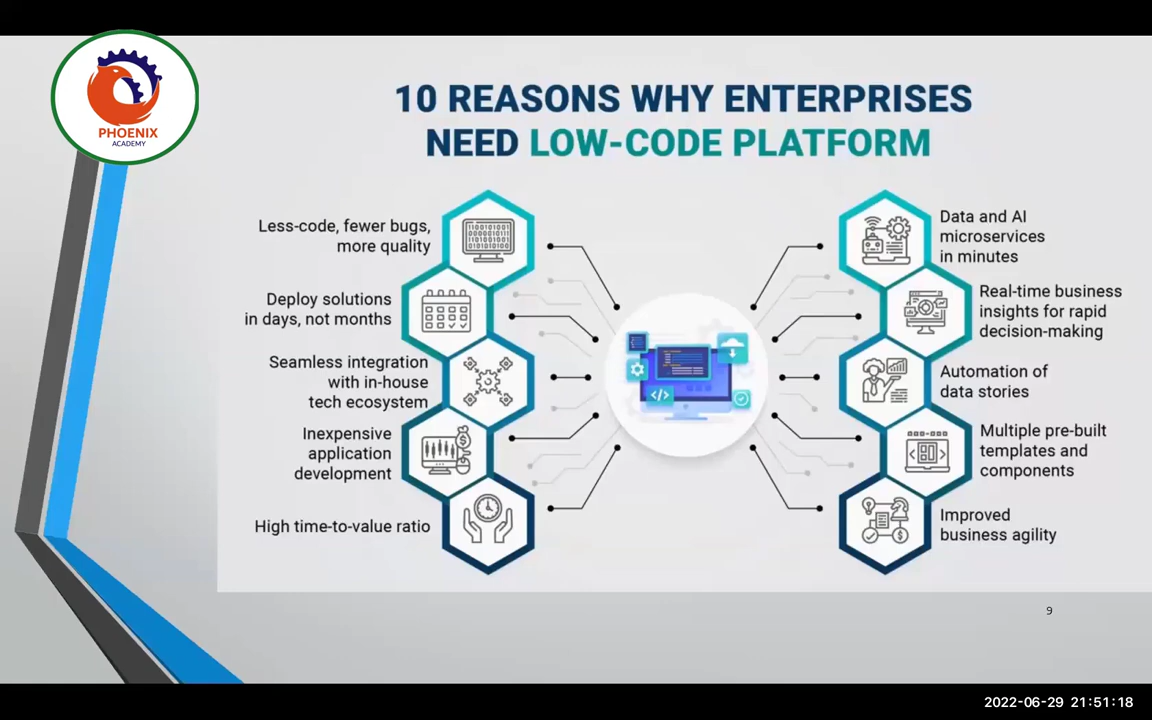 PHOENIX
ACADEMY
10 REASONS WHY ENTERPRISES
NEED LOW-CODE PLATFORM
Less-code, fewer bugs,
more quality
Deploy solutions
in days, not months
Seamless integration
with in-house
tech ecosystem
Inexpensive
application
development
High time-to-value ratio
Data and AI
microservices
in minutes
Real-time business
insights for rapid
decision-making
Automation of
data stories
Multiple pre-built
templates and
components
Improved
business agility
9
2022-06-29 21:51:18